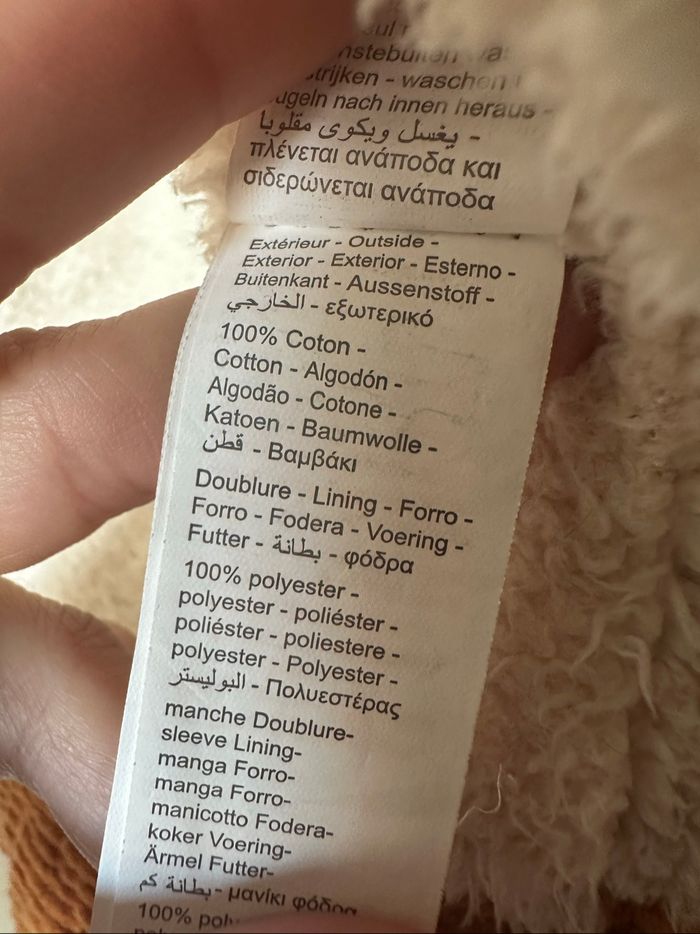 strijken - waschen
nach innen heraus -
يغسل ويكوى مقلوبا -
πλένεται ανάποδα και
σιδερώνεται ανάποδα
Extérieur - Outside -
Exterior - Exterior - Esterno -
Buitenkant - Aussenstoff -
الخارجي - εξωτερικό
100% Coton -
Cotton - Algodón -
Algodão - Cotone -
Katoen - Baumwolle -
قطن - Βαμβάκι
Doublure - Lining - Forro -
Forro - Fodera - Voering -
Futter - بطانة - φόδρα
100% polyester -
polyester - poliéster -
poliéster - poliestere -
polyester - Polyester -
البوليستر - Πολυεστέρας
manche Doublure-
sleeve Lining-
manga Forro-
manga Forro-
manicotto Fodera-
koker Voering-
Ärmel Futter-
بطانة كم - μανίκι φόδρα
100%